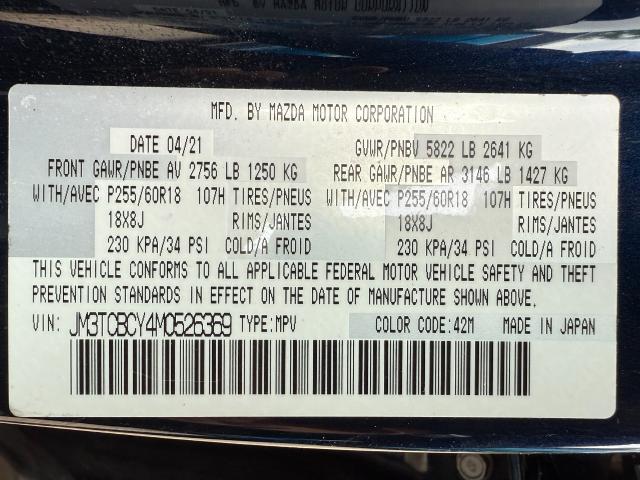 MFD. BY MAZDA MOTOR CORPORATION
DATE 04/21 GVWR/PNBV 5822 LB 2641 KG
FRONT GAWR/PNBE AV 2756 LB 1250 KG REAR GAWR/PNBE AR 3146 LB 1427 KG
WITH/AVEC P255/60R18 107H TIRES/PNEUS WITH/AVEC P255/60R18 107H TIRES/PNEUS
18X8J RIMS/JANTES 18X8J RIMS/JANTES
230 KPA/34 PSI COLD/A FROID 230 KPA/34 PSI COLD/A FROID
THIS VEHICLE CONFORMS TO ALL APPLICABLE FEDERAL MOTOR VEHICLE SAFETY AND THEFT
PREVENTION STANDARDS IN EFFECT ON THE DATE OF MANUFACTURE SHOWN ABOVE.
VIN: JM3TCBCY4M0526369 TYPE:MPV COLOR CODE:42M MADE IN JAPAN